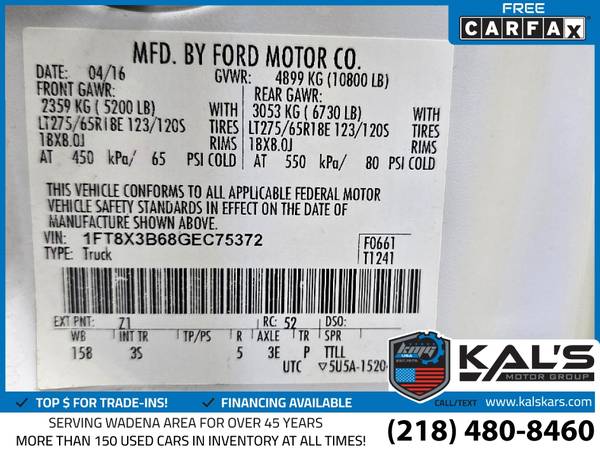 FREE
CARFAX
MFD. BY FORD MOTOR CO.
DATE: 04/16 GVWR: 4899 KG (10800 LB)
FRONT GAWR: REAR GAWR:
2359 KG ( 5200 LB) WITH 3053 KG ( 6730 LB) WITH
LT275/65R18E 123/120S TIRES LT275/65R18E 123/120S TIRES
18X8.0J RIMS 18X8.0J RIMS
AT 450 kPa/ 65 PSI COLD AT 550 kPa/ 80 PSI COLD
THIS VEHICLE CONFORMS TO ALL APPLICABLE FEDERAL MOTOR
VEHICLE SAFETY STANDARDS IN EFFECT ON THE DATE OF
MANUFACTURE SHOWN ABOVE.
VIN: 1FT8X3B68GEC75372 F0661
TYPE: Truck T1241
EXT PNT: Z1 RC: 52 DSO:
WB INT TR TP/PS R AXLE TR SPR
158 3S 5 3E P TTLL
UTC ▽5U5A-1520
KMG
USA
KAL'S
MOTOR GROUP
✓ TOP $ FOR TRADE-INS! ✓ FINANCING AVAILABLE
CALL/TEXT www.kalskars.com
SERVING WADENA AREA FOR OVER 45 YEARS
MORE THAN 150 USED CARS IN INVENTORY AT ALL TIMES!
(218) 480-8460